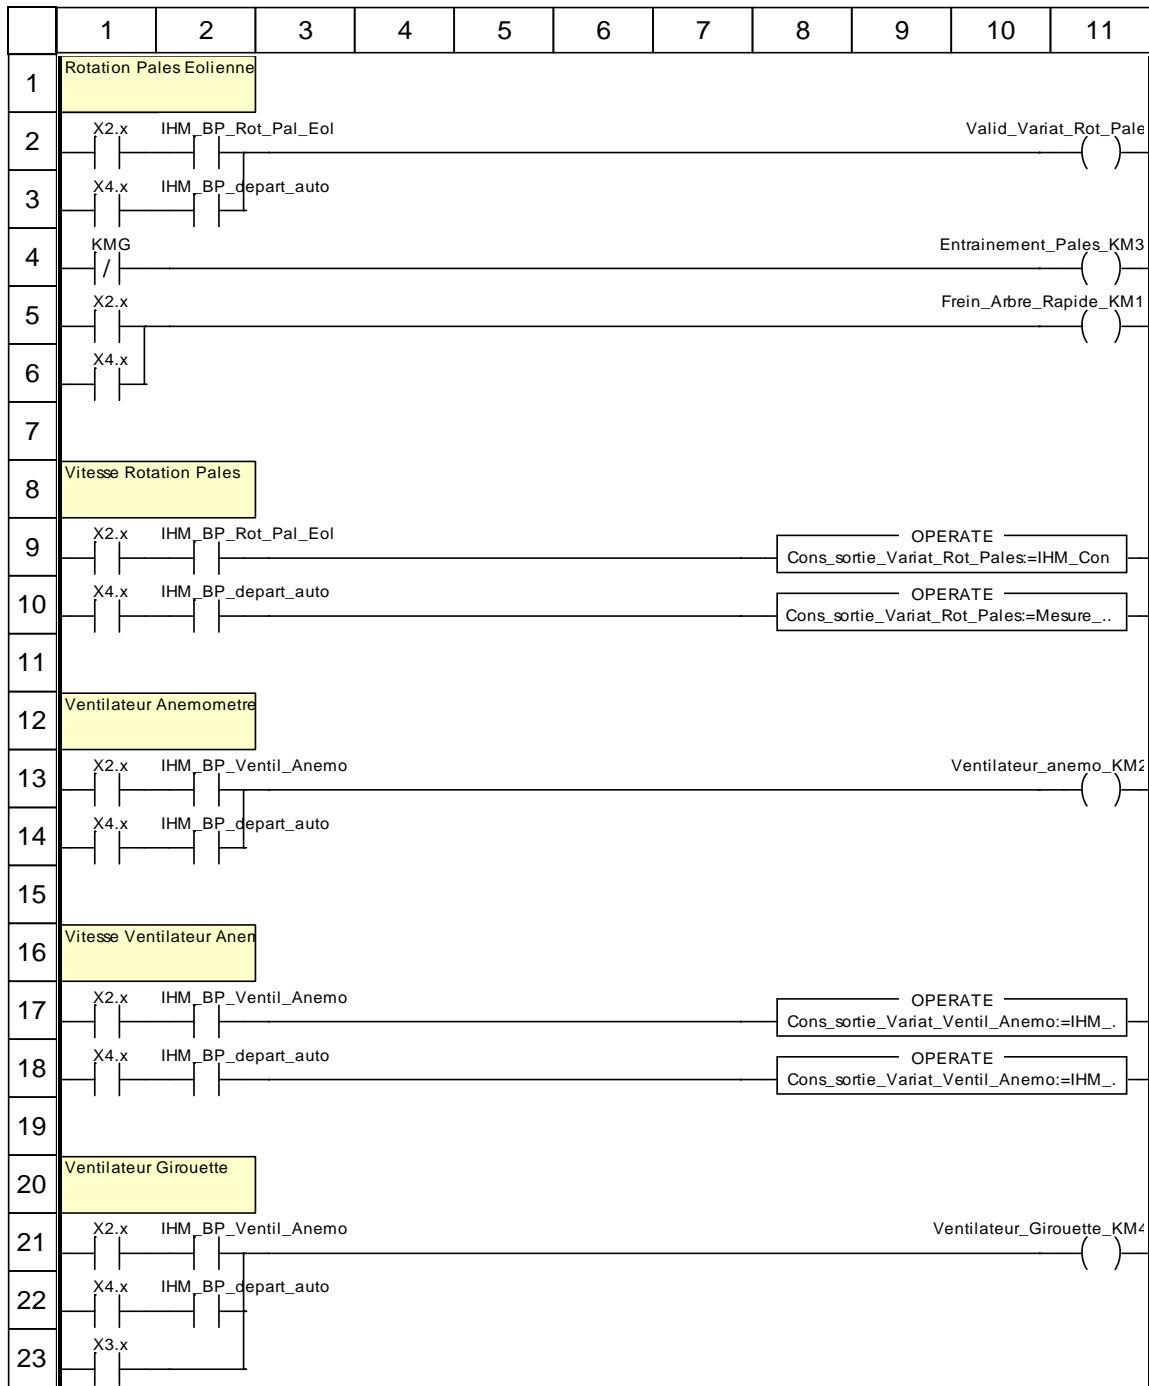 1 2 3 4 5 6 7 8 9 10 11
1 Rotation Pales Eolienne
X2.x IHM_BP_Rot_Pal_Eol Valid_Variat_Rot_Pale
2
X4.x IHM_BP_depart_auto
3
KMG Entrainement_Pales_KM3
4 /
X2.x Frein_Arbre_Rapide_KM1
5
X4.x
6
7
8 Vitesse Rotation Pales
X2.x IHM_BP_Rot_Pal_Eol OPERATE
9 Cons_sortie_Variat_Rot_Pales:=IHM_Con
X4.x IHM_BP_depart_auto OPERATE
10 Cons_sortie_Variat_Rot_Pales:=Mesure_..
11
12 Ventilateur Anemometre
X2.x IHM_BP_Ventil_Anemo Ventilateur_anemo_KM2
13
X4.x IHM_BP_depart_auto
14
15
16 Vitesse Ventilateur Anem
X2.x IHM_BP_Ventil_Anemo OPERATE
17 Cons_sortie_Variat_Ventil_Anemo:=IHM_.
X4.x IHM_BP_depart_auto OPERATE
18 Cons_sortie_Variat_Ventil_Anemo:=IHM_.
19
20 Ventilateur Girouette
X2.x IHM_BP_Ventil_Anemo Ventilateur_Girouette_KM4
21
X4.x IHM_BP_depart_auto
22
X3.x
23